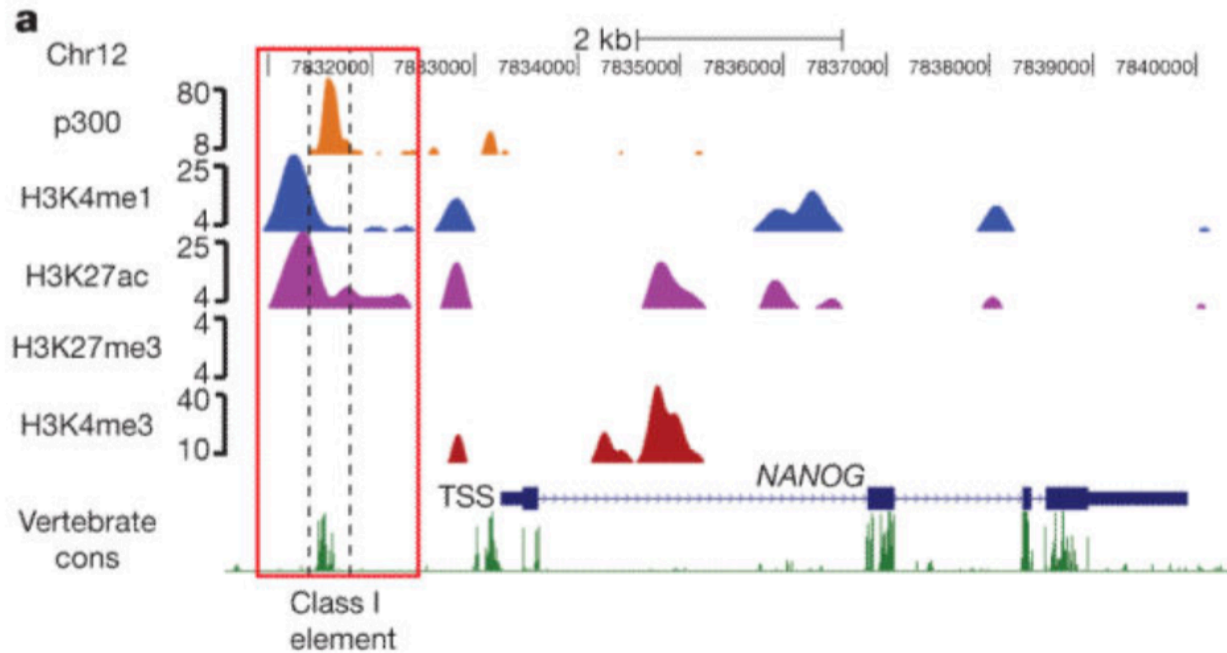 a
2 kb
Chr12
7832000 7833000 7834000 7835000 7836000 7837000 7838000 7839000 7840000
p300
80
8
H3K4me1
25
4
H3K27ac
25
4
H3K27me3
4
4
H3K4me3
40
10
NANOG
TSS
Vertebrate
cons
Class I
element